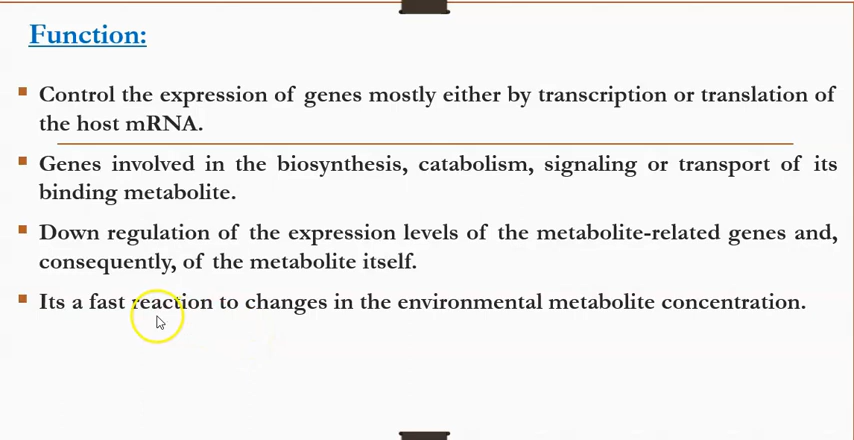 Function:
Control the expression of genes mostly either by transcription or translation of
the host mRNA.
Genes involved in the biosynthesis, catabolism, signaling or transport of its
binding metabolite.
Down regulation of the expression levels of the metabolite-related genes and,
consequently, of the metabolite itself.
Its a fast reaction to changes in the environmental metabolite concentration.